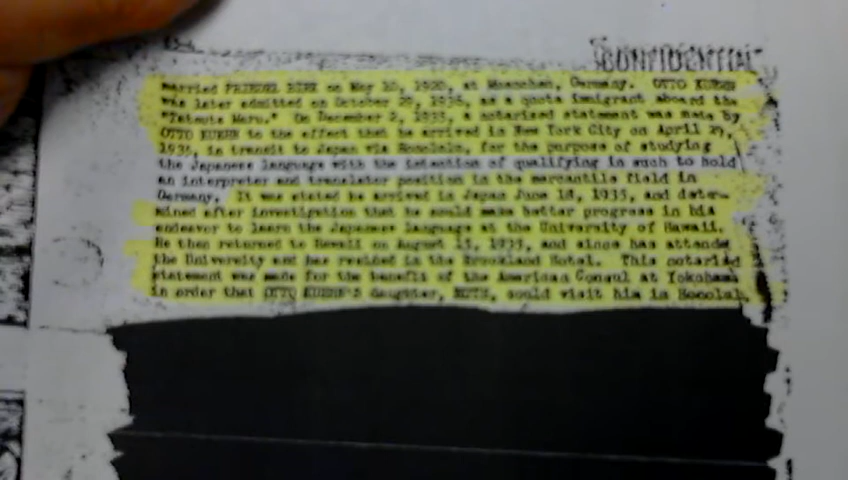 CONFIDENTIAL
married FRIEDEL BIRK on May 10, 1920, at Germany. OTTO KUEHN
was later admitted on October 20, 1936, as a quota immigrant aboard the
"Tatsuta Maru." On December 2, 1935, a notarized statement was made by
OTTO KUEHN to the effect that he arrived in New York City on April 27,
1935, in transit to Japan via Honolulu, for the purpose of studying
the Japanese language with the intention of qualifying in such to hold
an interpreter and translator position in the mercantile field in
Germany. It was stated he arrived in Japan June 18, 1935, and deter-
mined after investigation that he could make better progress in his
endeavor to learn the Japanese language at the University of Hawaii.
He then returned to Hawaii on August 15, 1935, and since has attended
the University and has resided in the Brookland Hotel. This notarized
statement was made for the benefit of the American Consul at Yokohama
in order that OTTO KUEHN'S daughter, RUTH, could visit him in Honolulu.